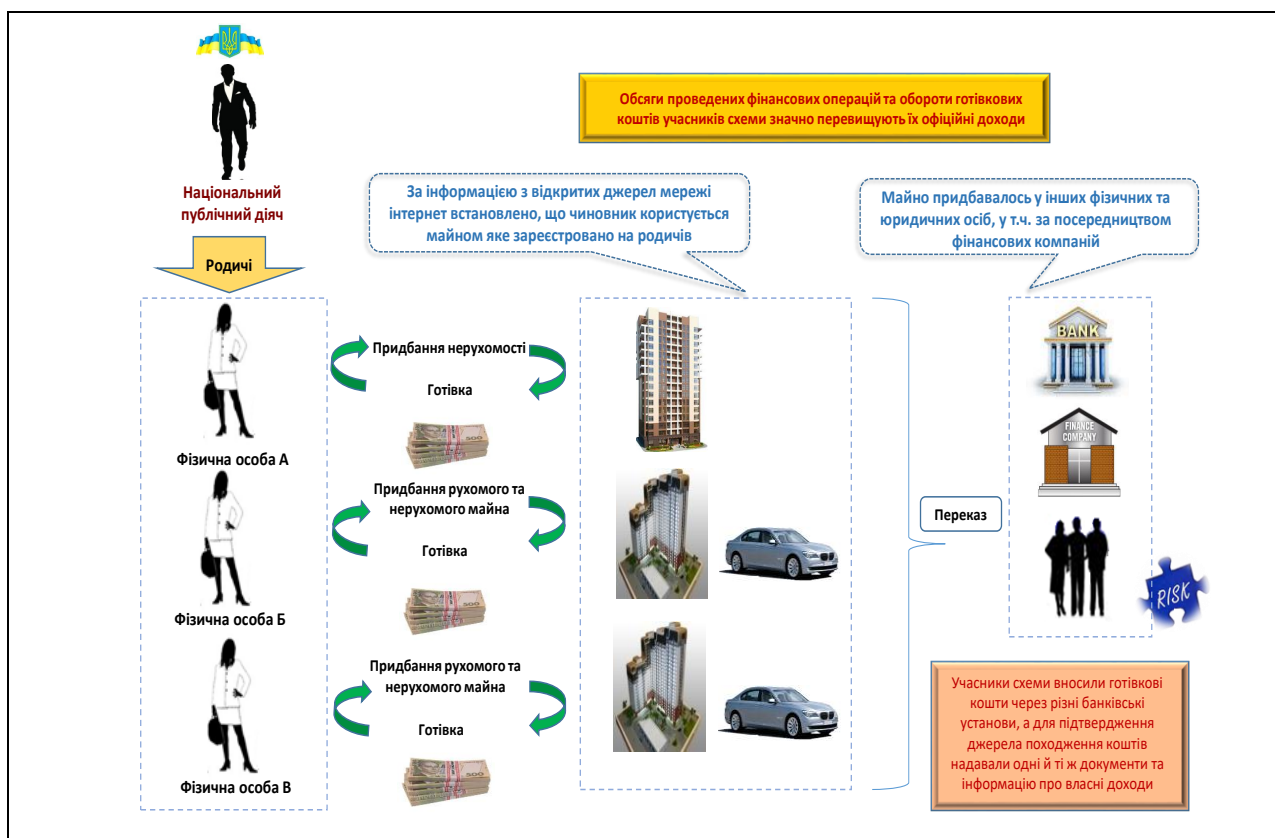 Національний
публічний діяч
Родичі
Обсяги проведених фінансових операцій та обороти готівкових
коштів учасників схеми значно перевищують їх офіційні доходи
За інформацією з відкритих джерел мережі
інтернет встановлено, що чиновник користується
майном яке зареєстровано на родичів
Майно придбавалось у інших фізичних та
юридичних осіб, у т.ч. за посередництвом
фінансових компаній
Фізична особа А
Придбання нерухомості
Готівка
500
Фізична особа Б
Придбання рухомого та
нерухомого майна
Готівка
500
Фізична особа В
Придбання рухомого та
нерухомого майна
Готівка
500
Переказ
BANK
FINANCE
COMPANY
RISK
Учасники схеми вносили готівкові
кошти через різні банківські
установи, а для підтвердження
джерела походження коштів
надавали одні й ті ж документи та
інформацію про власні доходи